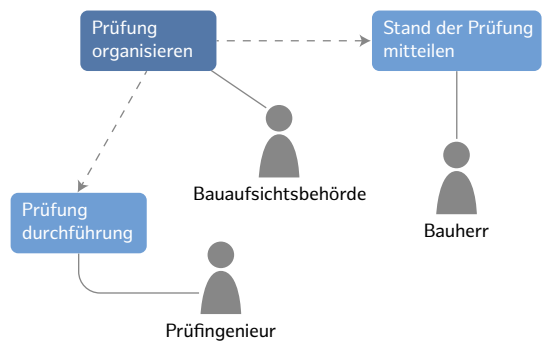 Prüfung
organisieren
Stand der Prüfung
mitteilen
Bauaufsichtsbehörde
Bauherr
Prüfung
durchführung
Prüfingenieur